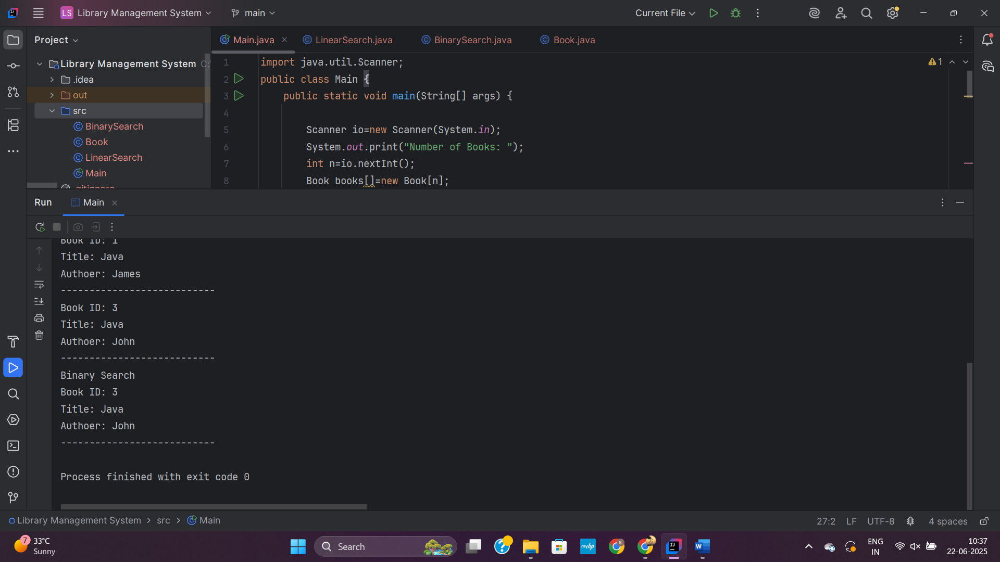 LS Library Management System main Current File
Project
Main.java LinearSearch.java BinarySearch.java Book.java
Library Management System C:
.idea
out
src
BinarySearch
Book
LinearSearch
Main
.gitignore
1 import java.util.Scanner;
2 public class Main {
3 public static void main(String[] args) {
4
5 Scanner io=new Scanner(System.in);
6 System.out.print("Number of Books: ");
7 int n=io.nextInt();
8 Book books[]=new Book[n];
1
Run Main
Book ID: 1
Title: Java
Authoer: James
---------------------------
Book ID: 3
Title: Java
Authoer: John
---------------------------
Binary Search
Book ID: 3
Title: Java
Authoer: John
---------------------------
Process finished with exit code 0
Library Management System > src > Main 27:2 LF UTF-8 4 spaces
7
33°C
Sunny
Search
myhp
E
W
ENG
IN
10:37
22-06-2025